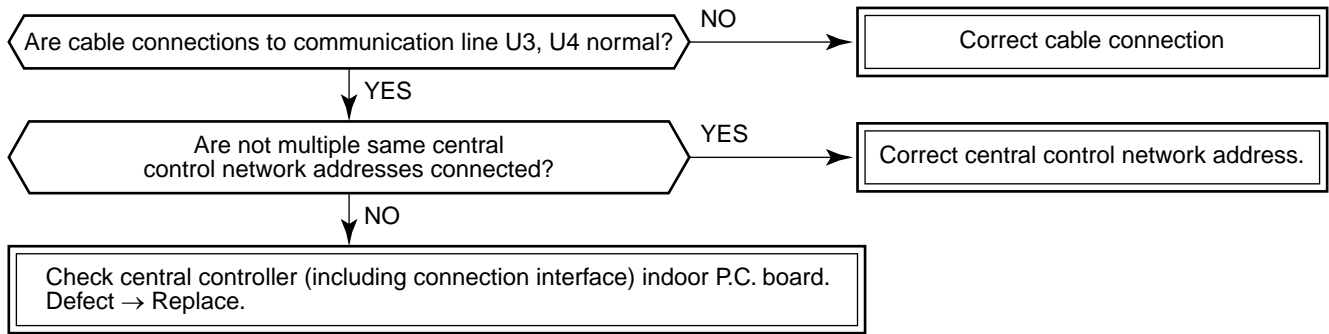 Are cable connections to communication line U3, U4 normal?
NO
Correct cable connection
YES
Are not multiple same central
control network addresses connected?
YES
Correct central control network address.
NO
Check central controller (including connection interface) indoor P.C. board.
Defect → Replace.